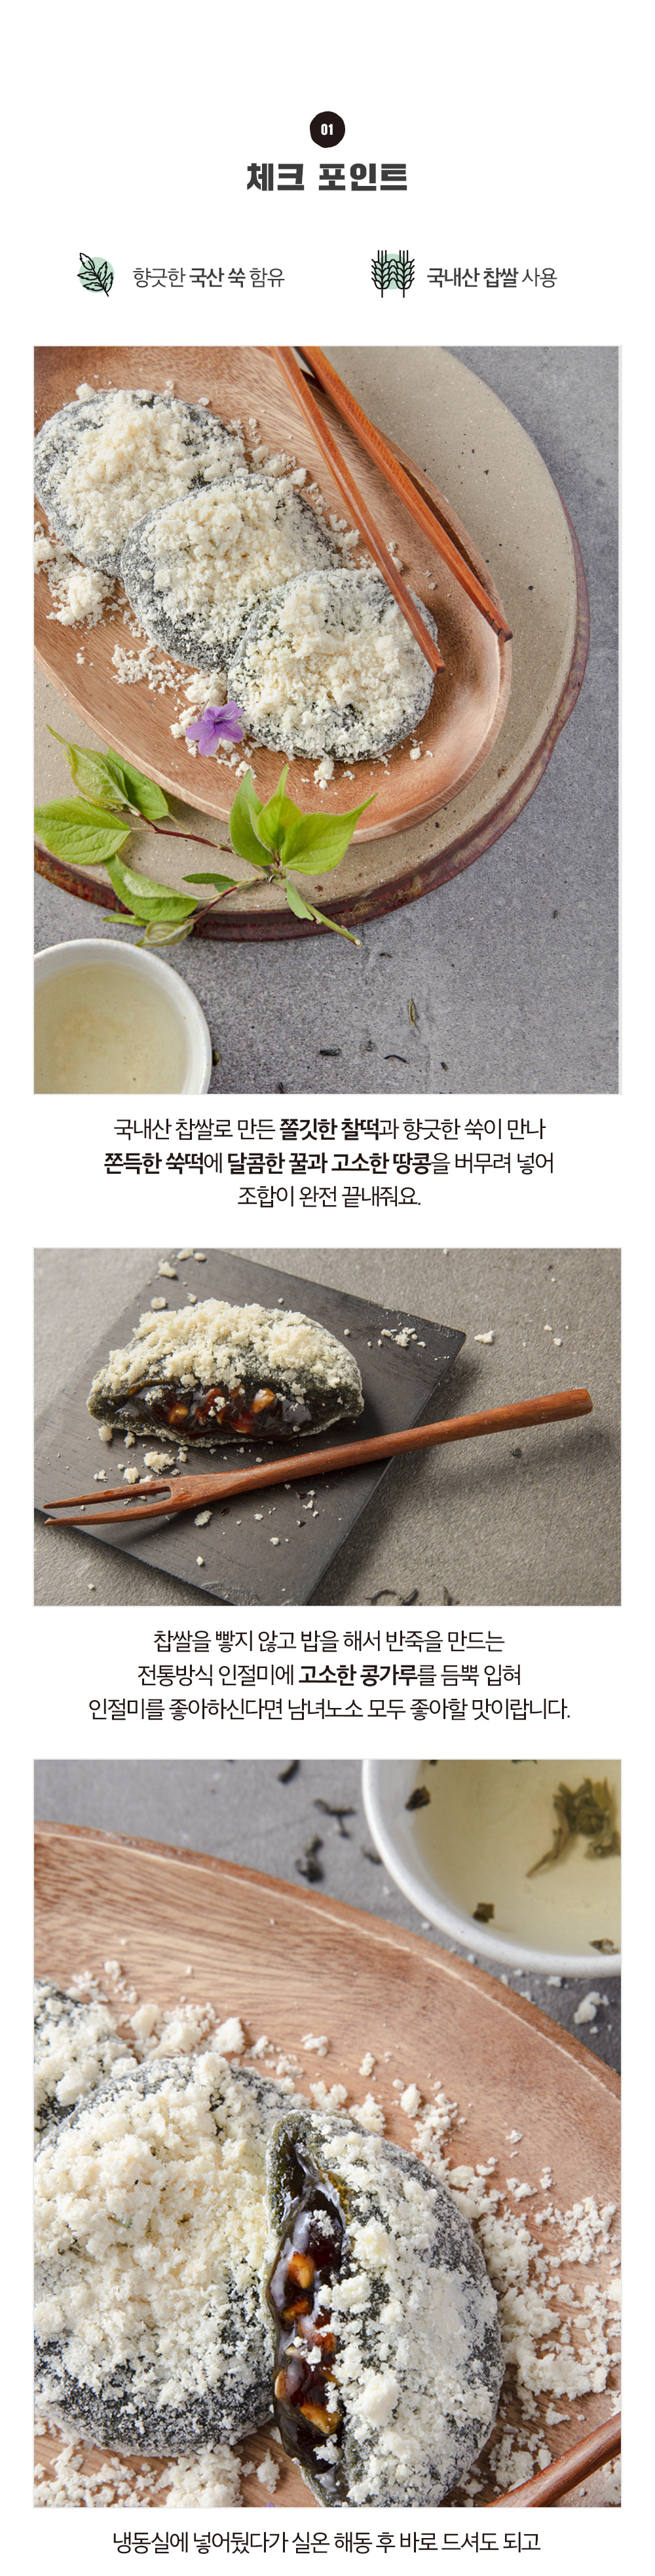 01
체크 포인트
향긋한 국산 쑥 함유
국내산 찹쌀 사용
국내산 찹쌀로 만든 쫄깃한 찰떡과 향긋한 쑥이 만나
쫀득한 쑥떡에 달콤한 꿀과 고소한 땅콩을 버무려 넣어
조합이 완전 끝내줘요.
찹쌀을 빻지 않고 밥을 해서 반죽을 만드는
전통방식 인절미에 고소한 콩가루를 듬뿍 입혀
인절미를 좋아하신다면 남녀노소 모두 좋아할 맛이랍니다.
냉동실에 넣어뒀다가 실온 해동 후 바로 드셔도 되고